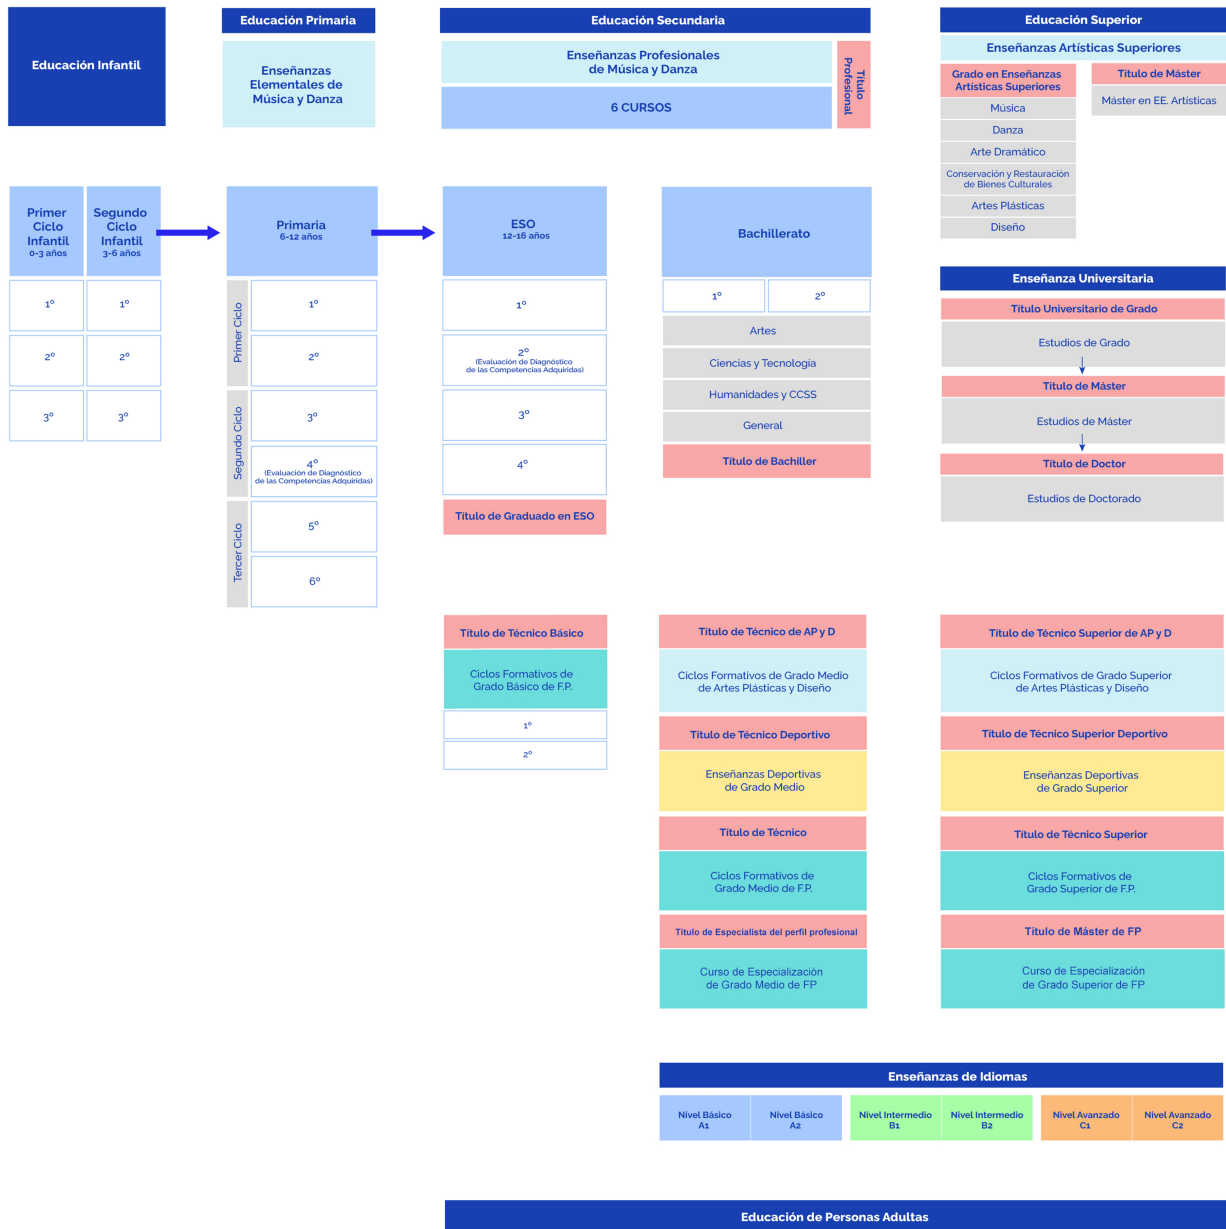 Educación Infantil
Educación Primaria
Enseñanzas
Elementales de
Música y Danza
Educación Secundaria
Enseñanzas Profesionales
de Música y Danza
6 CURSOS
Título
Profesional
Educación Superior
Enseñanzas Artísticas Superiores
Grado en Enseñanzas
Artísticas Superiores
Música
Danza
Arte Dramático
Conservación y Restauración
de Bienes Culturales
Artes Plásticas
Diseño
Título de Máster
Máster en EE. Artísticas
Primer
Ciclo
Infantil
0-3 años
1º
2º
3º
Segundo
Ciclo
Infantil
3-6 años
1º
2º
3º
Primaria
6-12 años
Primer Ciclo
1º
2º
Segundo Ciclo
3º
4º
(Evaluación de Diagnóstico
de las Competencias Adquiridas)
Tercer Ciclo
5º
6º
ESO
12-16 años
1º
2º
(Evaluación de Diagnóstico
de las Competencias Adquiridas)
3º
4º
Título de Graduado en ESO
Bachillerato
1º
2º
Artes
Ciencias y Tecnología
Humanidades y CCSS
General
Título de Bachiller
Enseñanza Universitaria
Título Universitario de Grado
Estudios de Grado
Título de Máster
Estudios de Máster
Título de Doctor
Estudios de Doctorado
Título de Técnico Básico
Ciclos Formativos de
Grado Básico de F.P.
1º
2º
Título de Técnico de AP y D
Ciclos Formativos de Grado Medio
de Artes Plásticas y Diseño
Título de Técnico Deportivo
Enseñanzas Deportivas
de Grado Medio
Título de Técnico
Ciclos Formativos de
Grado Medio de F.P.
Título de Especialista del perfil profesional
Curso de Especialización
de Grado Medio de FP
Título de Técnico Superior de AP y D
Ciclos Formativos de Grado Superior
de Artes Plásticas y Diseño
Título de Técnico Superior Deportivo
Enseñanzas Deportivas
de Grado Superior
Título de Técnico Superior
Ciclos Formativos de
Grado Superior de F.P.
Título de Máster de FP
Curso de Especialización
de Grado Superior de FP
Enseñanzas de Idiomas
Nivel Básico
A1
Nivel Básico
A2
Nivel Intermedio
B1
Nivel Intermedio
B2
Nivel Avanzado
C1
Nivel Avanzado
C2
Educación de Personas Adultas